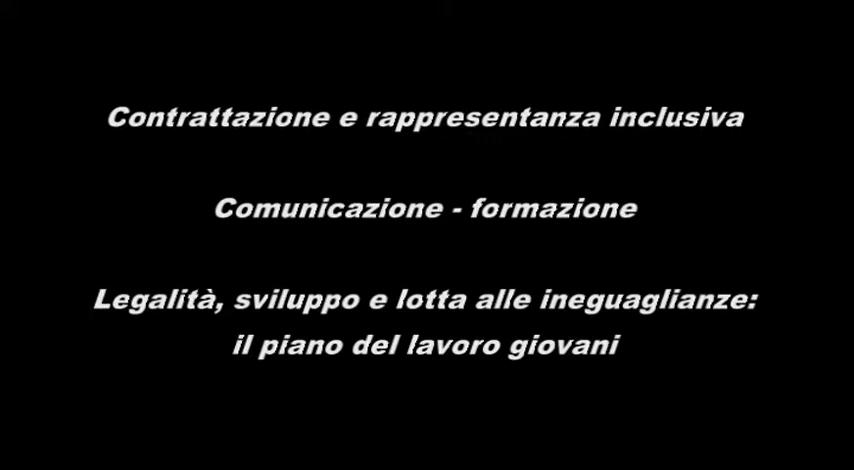 Contrattazione e rappresentanza inclusiva
Comunicazione - formazione
Legalità, sviluppo e lotta alle ineguaglianze:
il piano del lavoro giovani